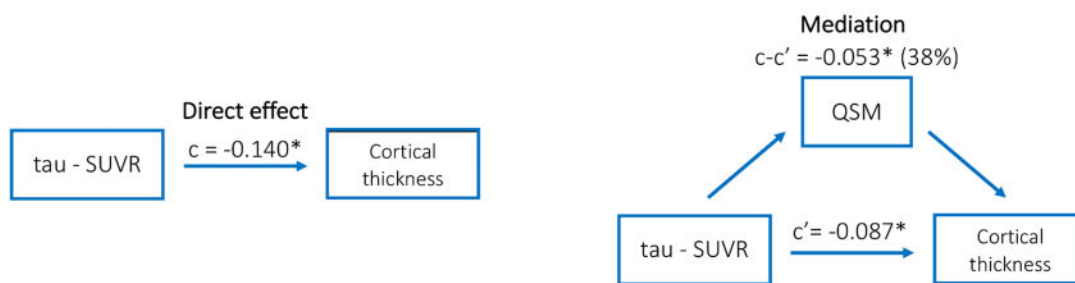 Direct effect
c = -0.140*
tau - SUVR
Cortical
thickness
Mediation
c-c’ = -0.053* (38%)
QSM
c’= -0.087*
tau - SUVR
Cortical
thickness